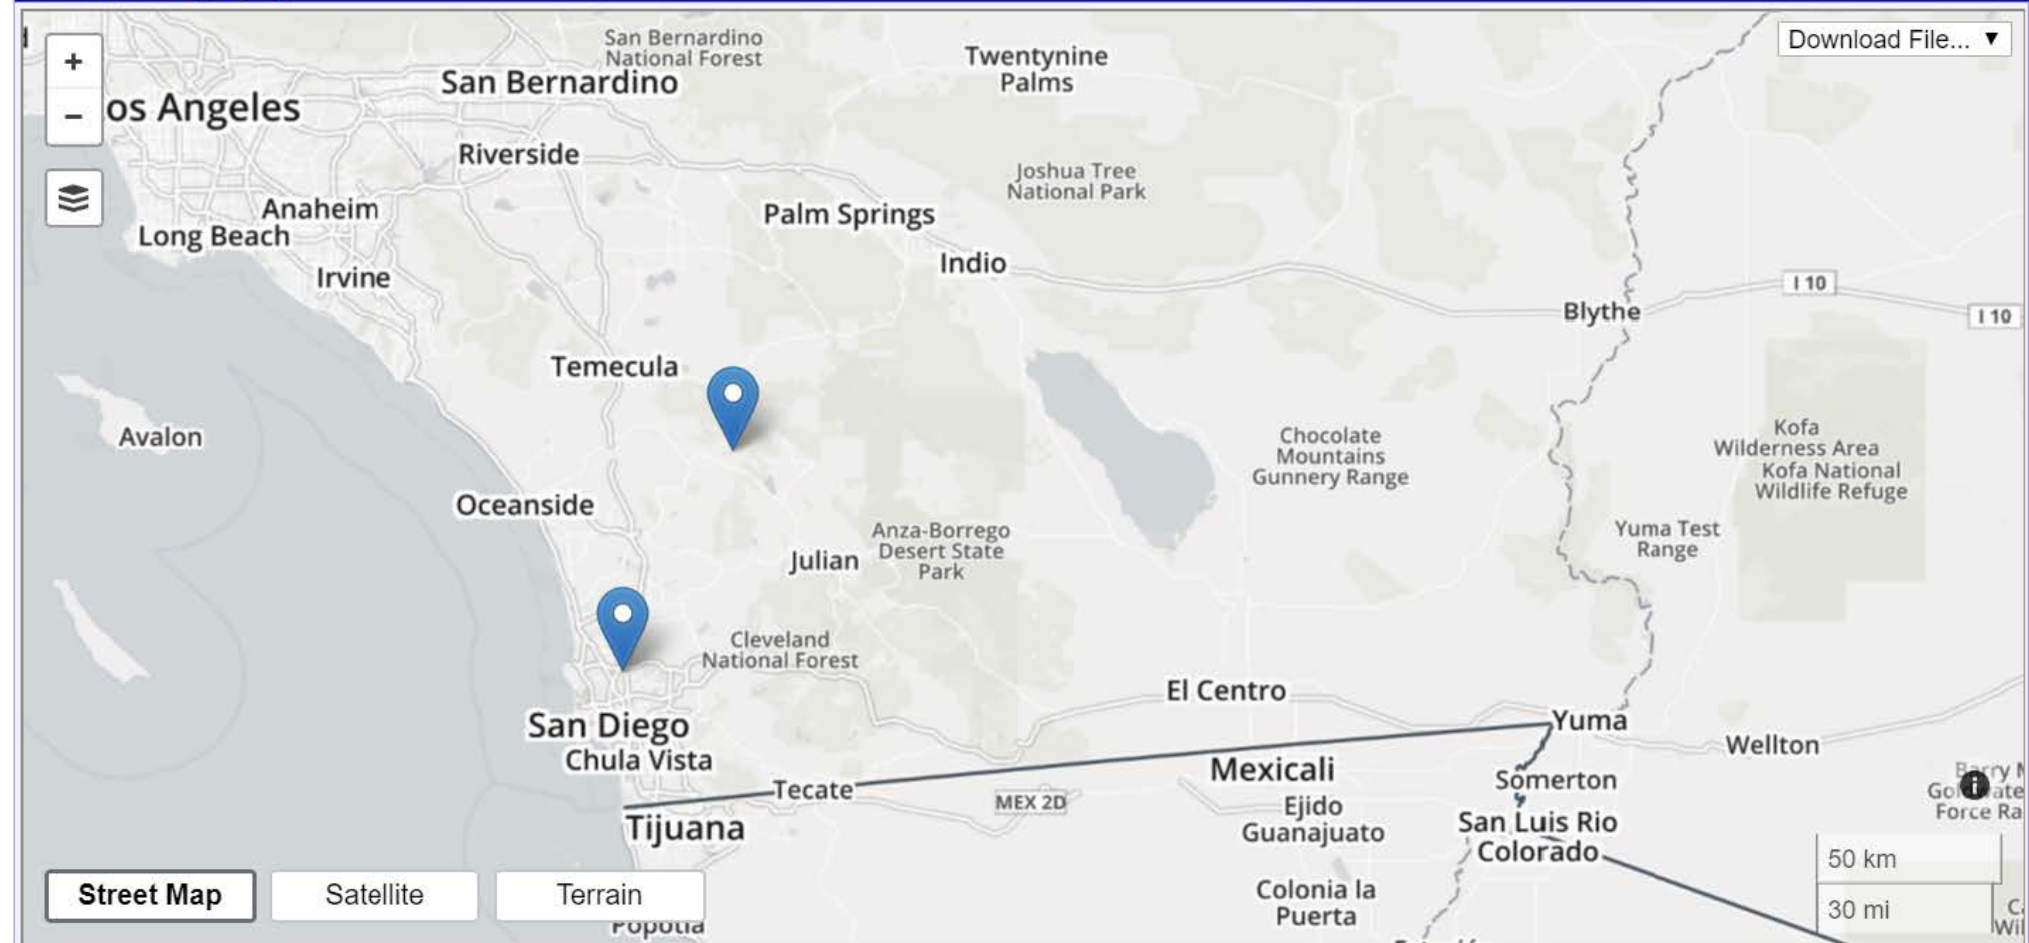 +
−
Download File... ▼
San Bernardino
National Forest
Twentynine
Palms
San Bernardino
os Angeles
Riverside
Joshua Tree
National Park
Anaheim
Palm Springs
Long Beach
Indio
Irvine
I 10
Blythe
I 10
Temecula
Avalon
Chocolate
Mountains
Gunnery Range
Kofa
Wilderness Area
Kofa National
Wildlife Refuge
Oceanside
Anza-Borrego
Desert State
Park
Julian
Yuma Test
Range
Cleveland
National Forest
El Centro
San Diego
Yuma
Chula Vista
Wellton
Mexicali
Tecate
Somerton
MEX 2D
Ejido
Guanajuato
Barry
Force Ra
Tijuana
San Luis Rio
Colorado
50 km
30 mi
Colonia la
Puerta
Street Map
Satellite
Terrain
Popotla